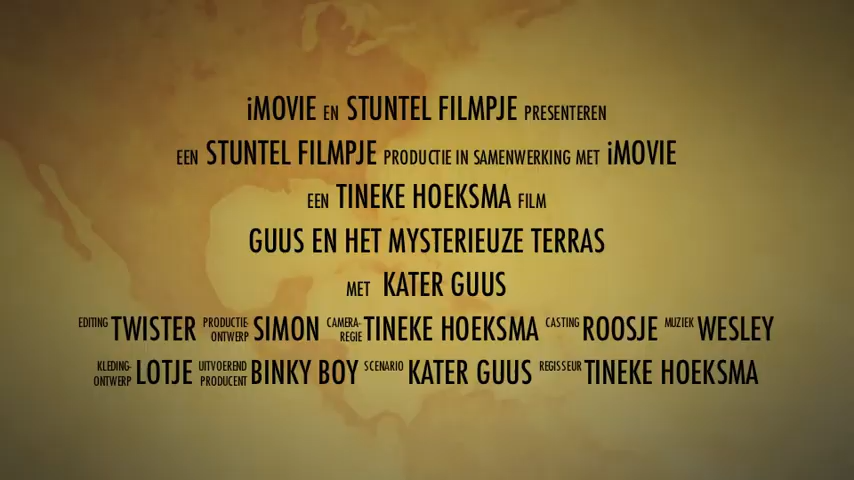 iMOVIE EN STUNTEL FILMPJE PRESENTEREN
EEN STUNTEL FILMPJE PRODUCTIE IN SAMENWERKING MET iMOVIE
EEN TINEKE HOEKSMA FILM
GUUS EN HET MYSTERIEUZE TERRAS
MET KATER GUUS
EDITING TWISTER PRODUCTIE-ONTWERP SIMON CAMERA-REGIE TINEKE HOEKSMA CASTING ROOSJE MUZIEK WESLEY
KLEDING-ONTWERP LOTJE UITVOEREND PRODUCENT BINKY BOY SCENARIO KATER GUUS REGISSEUR TINEKE HOEKSMA